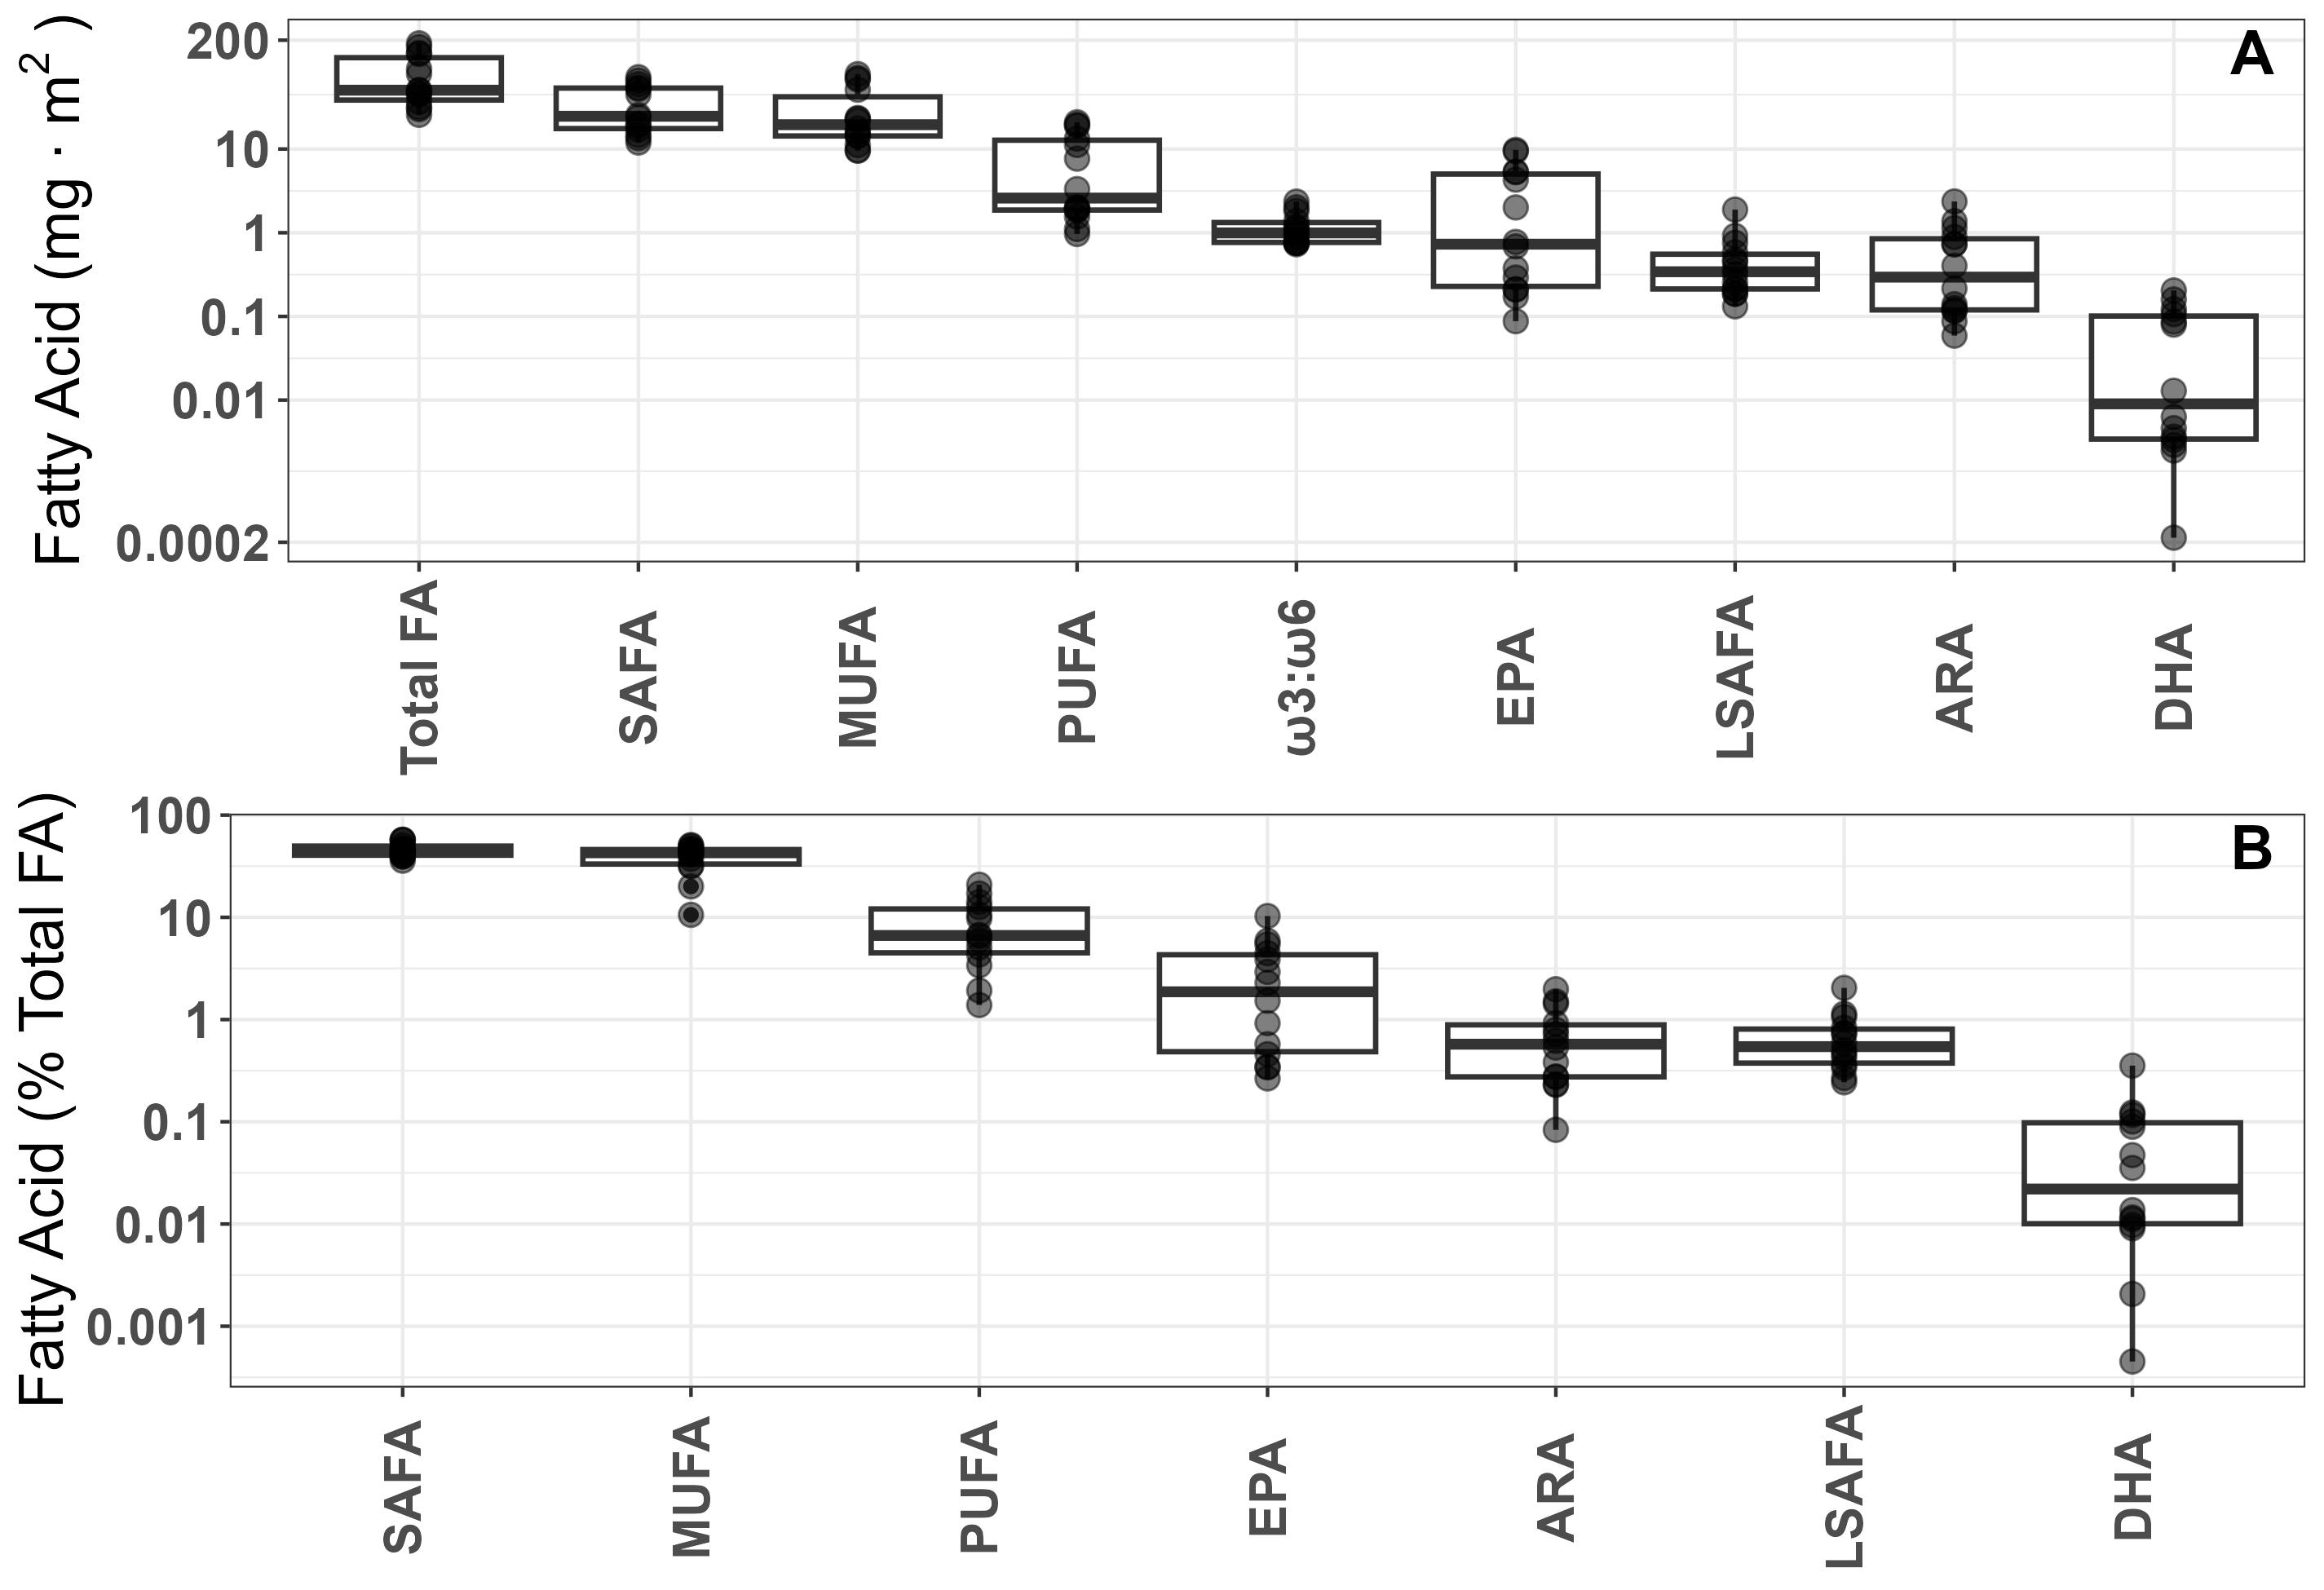 Fatty Acid (mg · m² )
200
10
1
0.1
0.01
0.0002
A
Total FA
SAFA
MUFA
PUFA
ω3:ω6
EPA
LSAFA
ARA
DHA
Fatty Acid (% Total FA)
100
10
1
0.1
0.01
0.001
B
SAFA
MUFA
PUFA
EPA
ARA
LSAFA
DHA